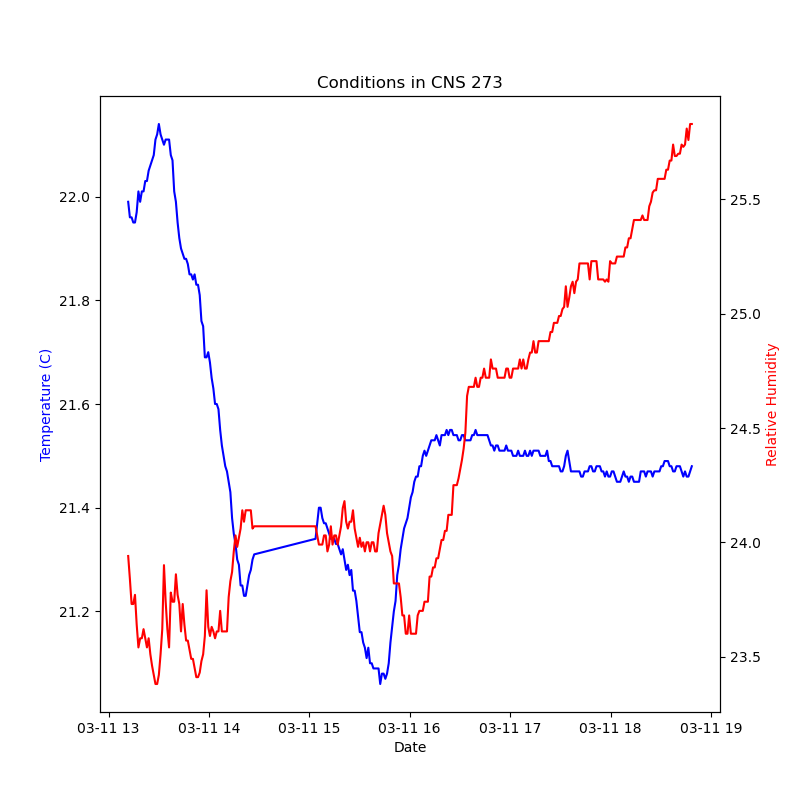 Conditions in CNS 273
22.0
21.8
21.6
21.4
21.2
Temperature (C)
25.5
25.0
24.5
24.0
23.5
Relative Humidity
03-11 13 03-11 14 03-11 15 03-11 16 03-11 17 03-11 18 03-11 19
Date